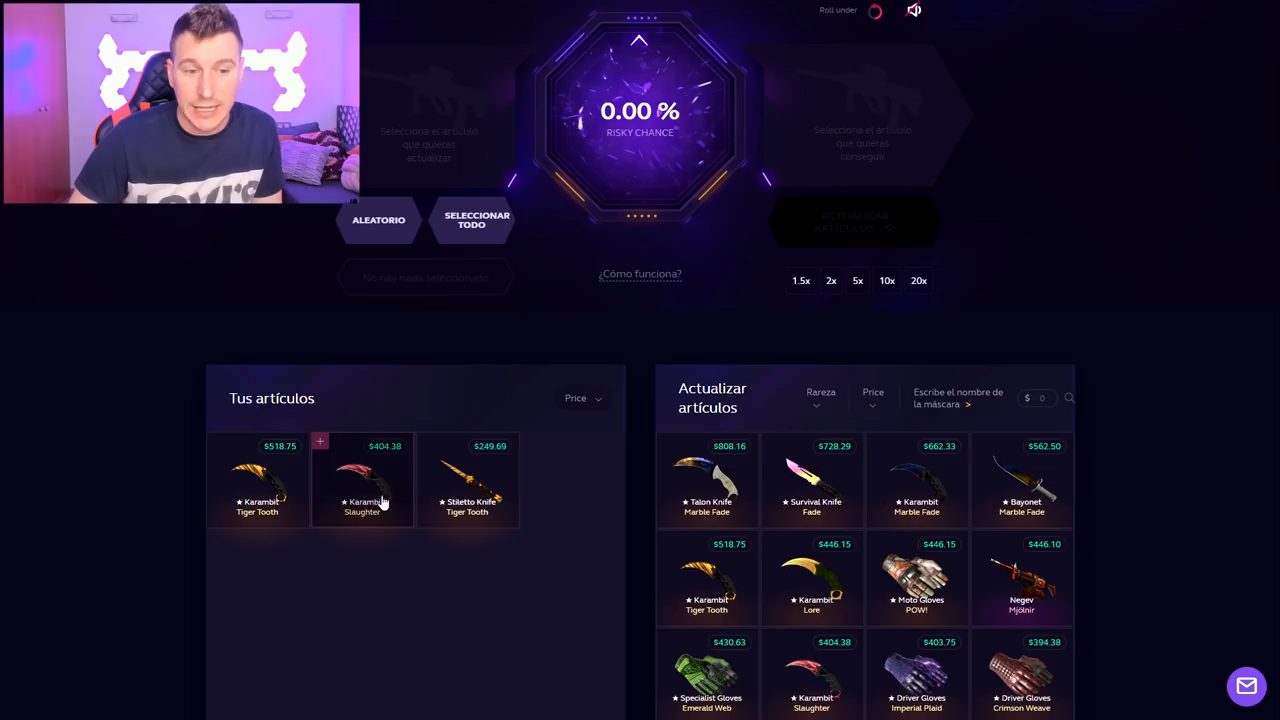 Roll under
0.00 %
RISKY CHANCE
Selecciona el artículo
que quieras
actualizar
Selecciona el artículo
que quieras
conseguir
ALEATORIO
SELECCIONAR
TODO
ACTUALIZAR
ARTÍCULOS
No hay nada seleccionado
¿Cómo funciona?
1.5x
2x
5x
10x
20x
Tus artículos
Price
Actualizar
artículos
Rareza
Price
Escribe el nombre de
la máscara >
$ 0
+
$518.75
★ Karambit
Tiger Tooth
$404.38
★ Karambit
Slaughter
$249.69
★ Stiletto Knife
Tiger Tooth
$808.16
★ Talon Knife
Marble Fade
$728.29
★ Survival Knife
Fade
$662.33
★ Karambit
Marble Fade
$562.50
★ Bayonet
Marble Fade
$518.75
★ Karambit
Tiger Tooth
$446.15
★ Karambit
Lore
$446.15
★ Moto Gloves
POW!
$446.10
Negev
Mjölnir
$430.63
★ Specialist Gloves
Emerald Web
$404.38
★ Karambit
Slaughter
$403.75
★ Driver Gloves
Imperial Plaid
$394.38
★ Driver Gloves
Crimson Weave